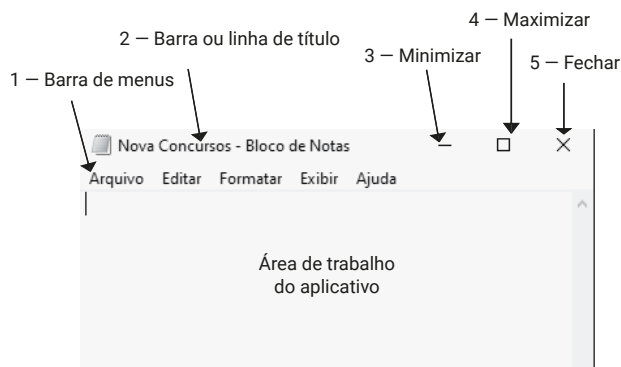 4 — Maximizar
2 — Barra ou linha de título
3 — Minimizar
5 — Fechar
1 — Barra de menus
Nova Concursos - Bloco de Notas
Arquivo Editar Formatar Exibir Ajuda
Área de trabalho
do aplicativo